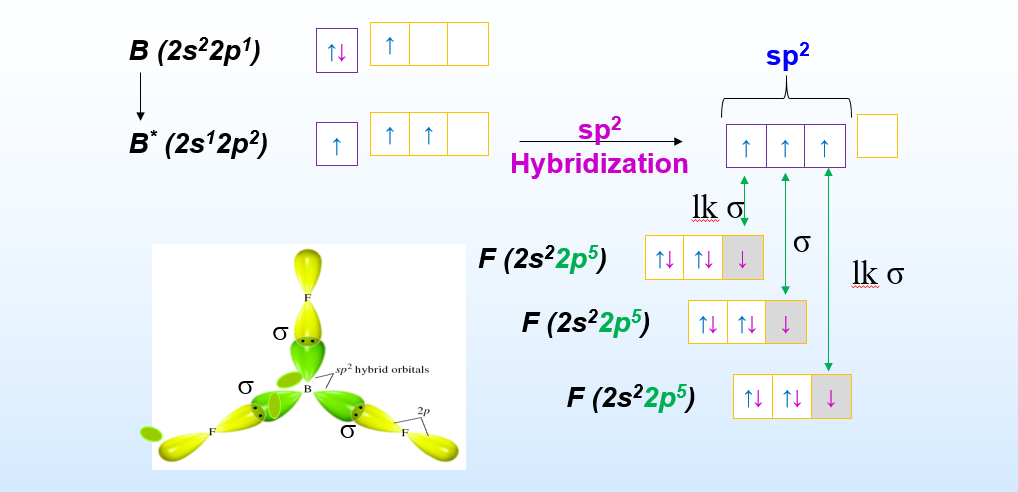 B (2s²2p¹)
↑↓ ↑
sp²
B* (2s¹2p²)
↑ ↑ ↑
sp²
Hybridization
↑ ↑ ↑
lk σ
σ
lk σ
F (2s²2p⁵)
↑↓ ↑↓ ↓
F (2s²2p⁵)
↑↓ ↑↓ ↓
F (2s²2p⁵)
↑↓ ↑↓ ↓
F
σ
sp² hybrid orbitals
B
σ
2p
F
σ
F